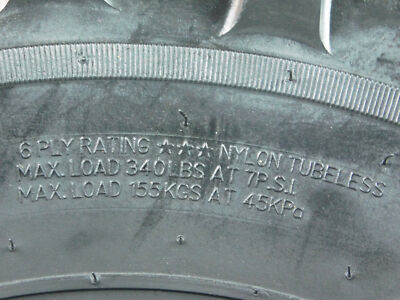 6 PLY RATING ★★★ NYLON TUBELESS
MAX. LOAD 340LBS AT 7P.S.I.
MAX. LOAD 155KGS AT 45KPa